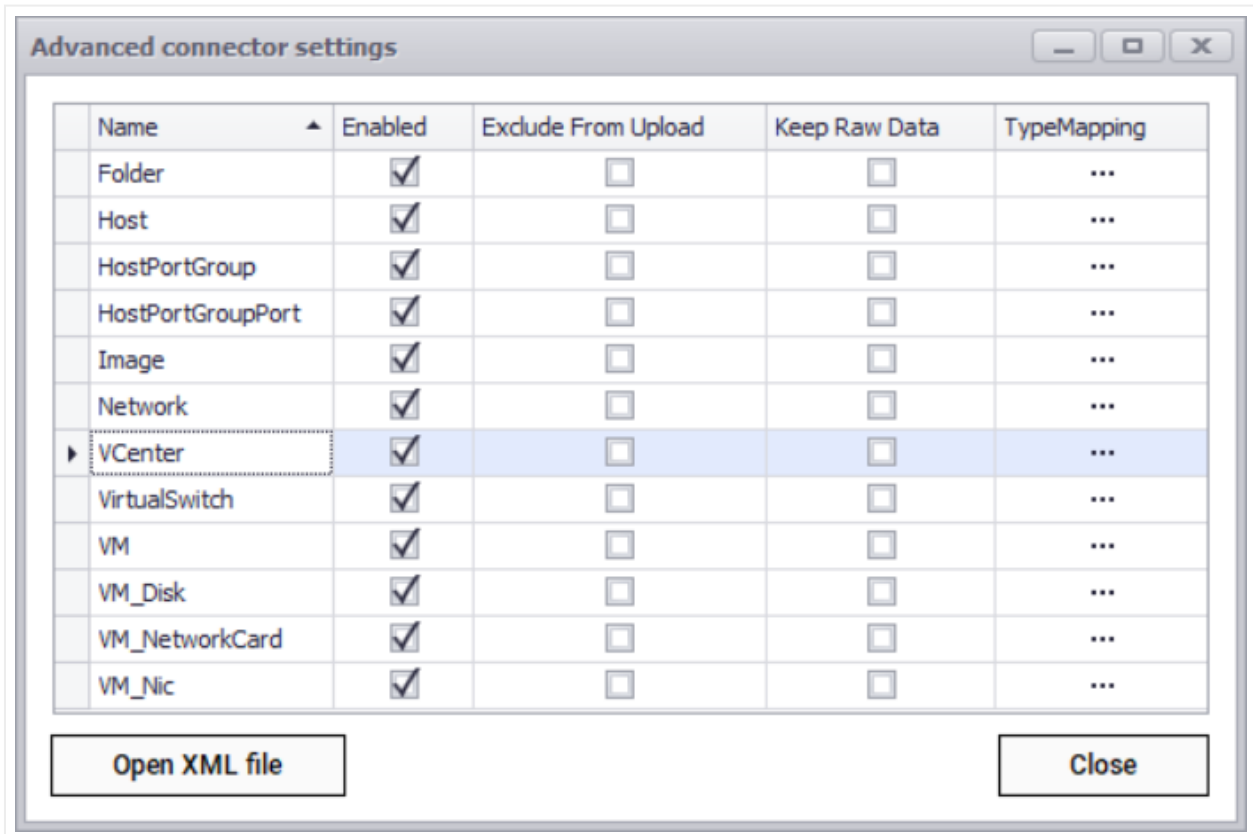 Advanced connector settings
Name Enabled Exclude From Upload Keep Raw Data TypeMapping
Folder ...
Host ...
HostPortGroup ...
HostPortGroupPort ...
Image ...
Network ...
VCenter ...
VirtualSwitch ...
VM ...
VM_Disk ...
VM_NetworkCard ...
VM_Nic ...
Open XML file Close